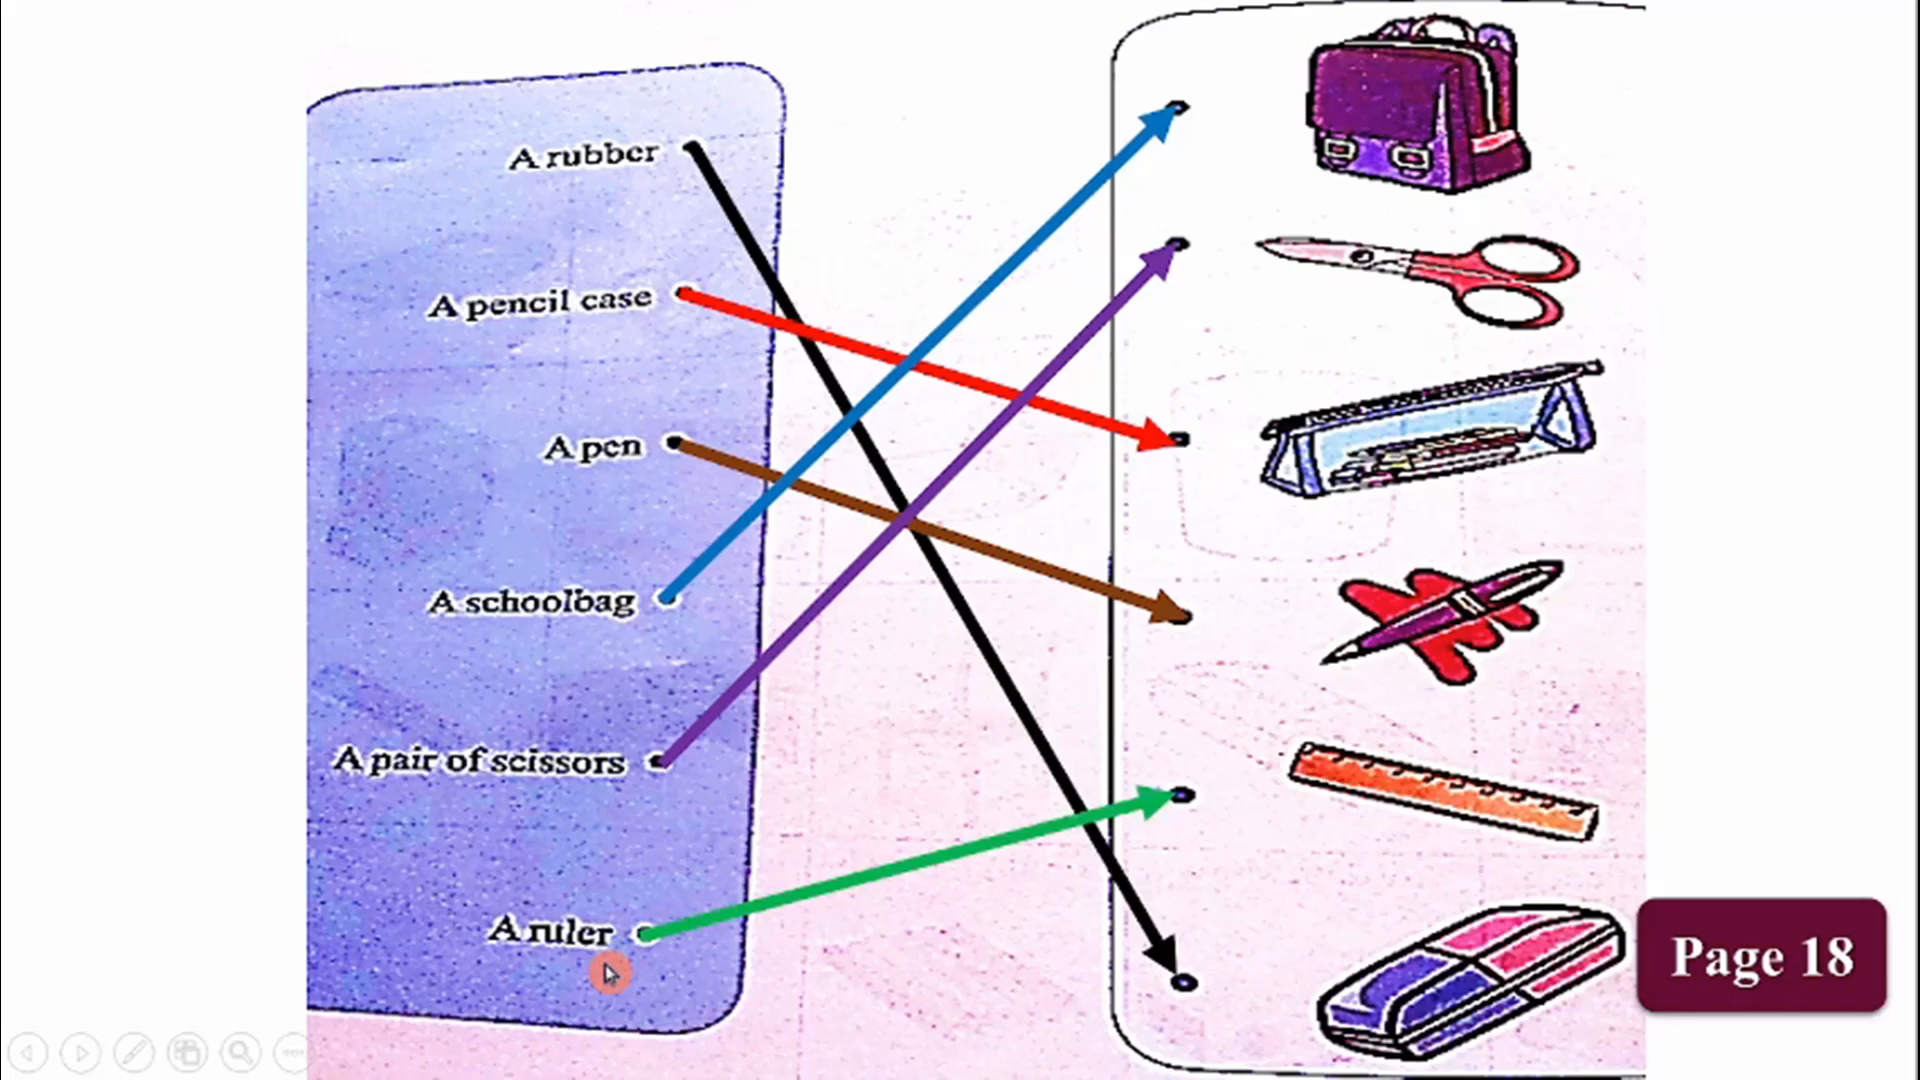 A rubber
A pencil case
A pen
A schoolbag
A pair of scissors
A ruler
Page 18